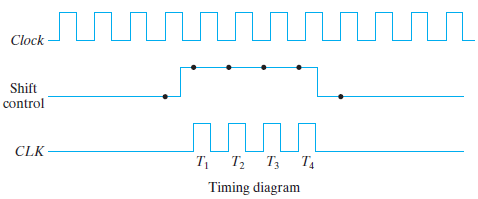 Clock
Shift
control
CLK
T1 T2 T3 T4
Timing diagram